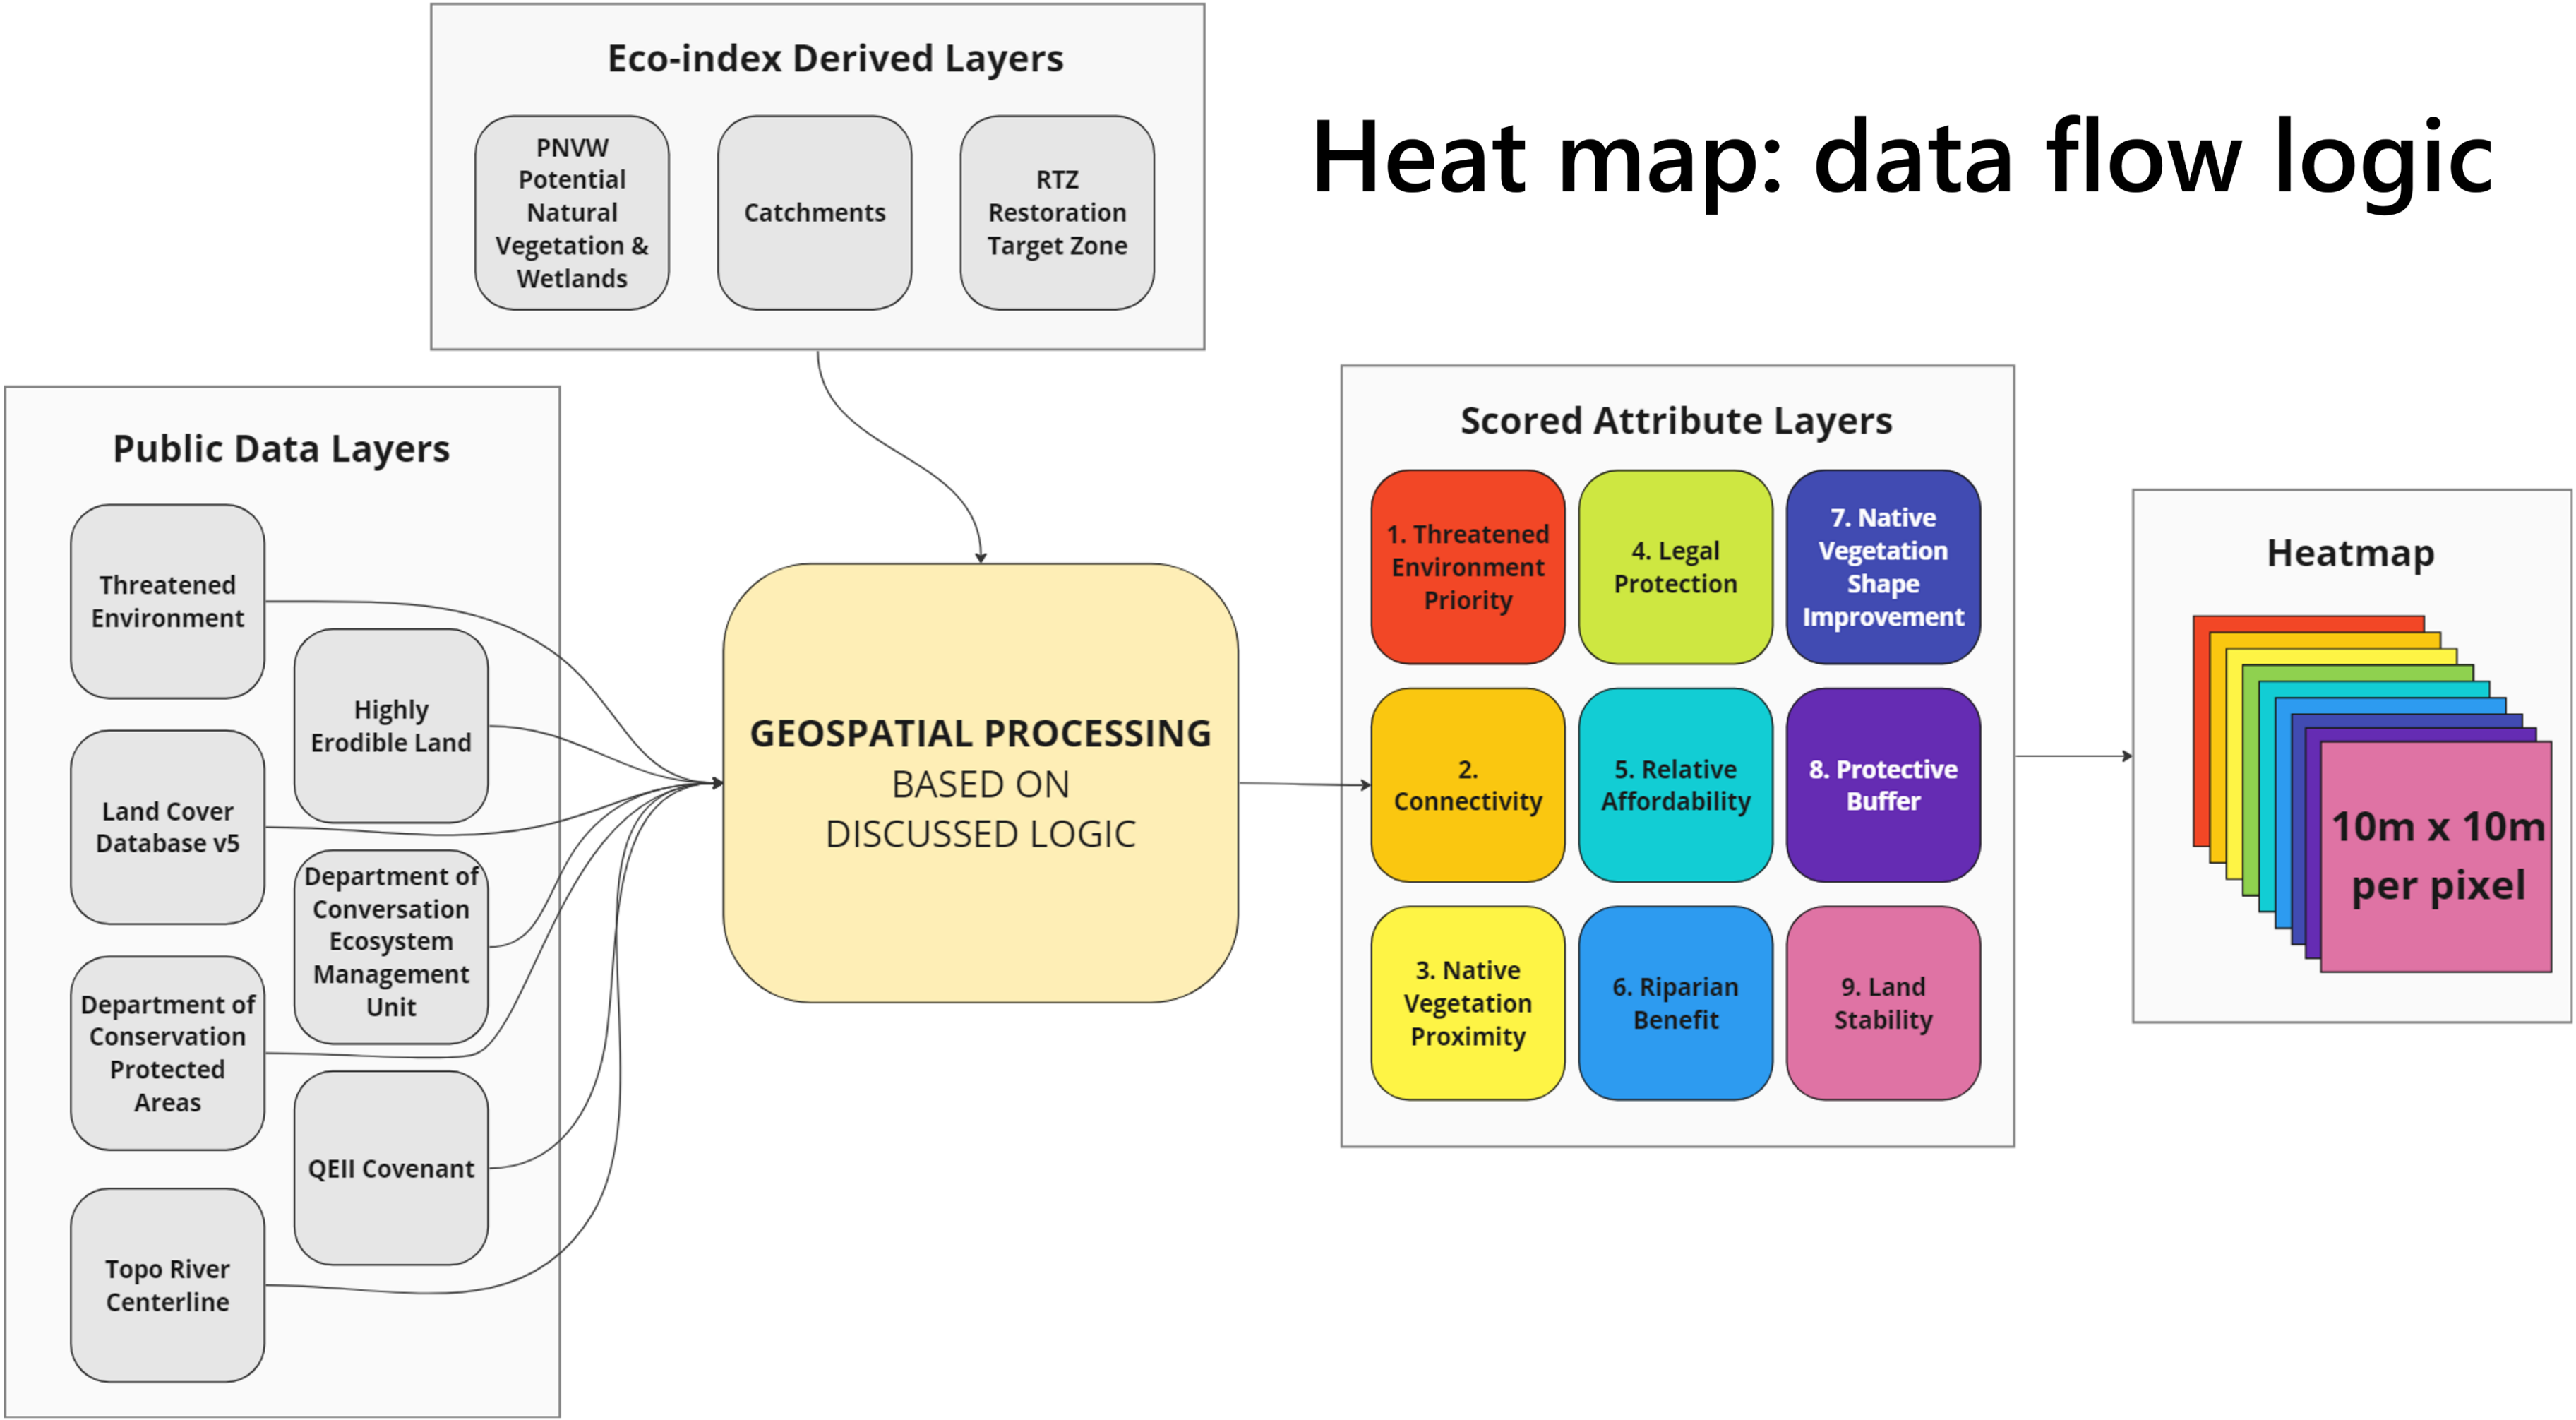 Eco-index Derived Layers
PNVW
Potential
Natural
Vegetation &
Wetlands
Catchments
RTZ
Restoration
Target Zone
Heat map: data flow logic
Public Data Layers
Threatened
Environment
Highly
Erodible Land
Land Cover
Database v5
Department of
Conversation
Ecosystem
Management
Unit
Department of
Conservation
Protected
Areas
QEII Covenant
Topo River
Centerline
GEOSPATIAL PROCESSING
BASED ON
DISCUSSED LOGIC
Scored Attribute Layers
1. Threatened
Environment
Priority
4. Legal
Protection
7. Native
Vegetation
Shape
Improvement
2.
Connectivity
5. Relative
Affordability
8. Protective
Buffer
3. Native
Vegetation
Proximity
6. Riparian
Benefit
9. Land
Stability
Heatmap
10m x 10m
per pixel